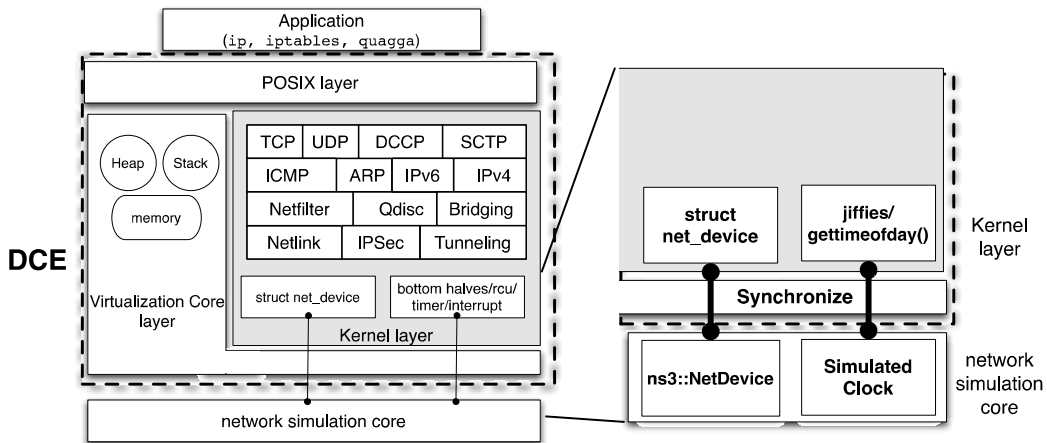 Application
(ip, iptables, quagga)
POSIX layer
TCP UDP DCCP SCTP
ICMP ARP IPv6 IPv4
Netfilter Qdisc Bridging
Netlink IPSec Tunneling
Heap Stack
memory
DCE
Virtualization Core
layer
struct net_device
bottom halves/rcu/
timer/interrupt
Kernel layer
network simulation core
struct
net_device
jiffies/
gettimeofday()
Kernel
layer
Synchronize
ns3::NetDevice
Simulated
Clock
network
simulation
core